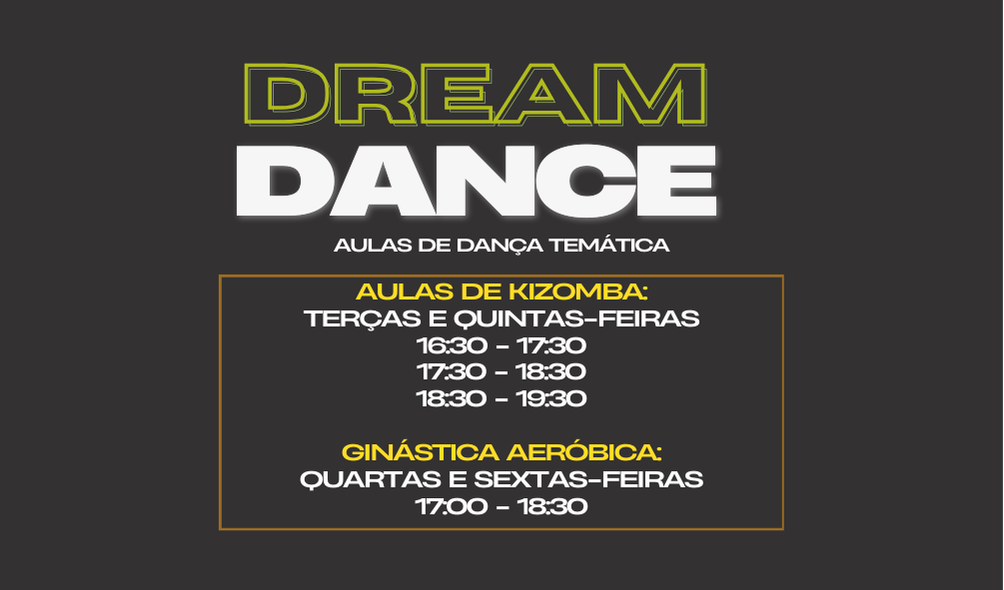 DREAM
DANCE
AULAS DE DANÇA TEMÁTICA
AULAS DE KIZOMBA:
TERÇAS E QUINTAS-FEIRAS
16:30 - 17:30
17:30 - 18:30
18:30 - 19:30
GINÁSTICA AERÓBICA:
QUARTAS E SEXTAS-FEIRAS
17:00 - 18:30